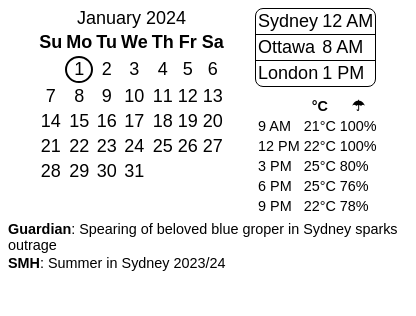 January 2024
Su Mo Tu We Th Fr Sa
1 2 3 4 5 6
7 8 9 10 11 12 13
14 15 16 17 18 19 20
21 22 23 24 25 26 27
28 29 30 31
Sydney 12 AM
Ottawa 8 AM
London 1 PM
°C ☂
9 AM 21°C 100%
12 PM 22°C 100%
3 PM 25°C 80%
6 PM 25°C 76%
9 PM 22°C 78%
Guardian: Spearing of beloved blue groper in Sydney sparks
outrage
SMH: Summer in Sydney 2023/24